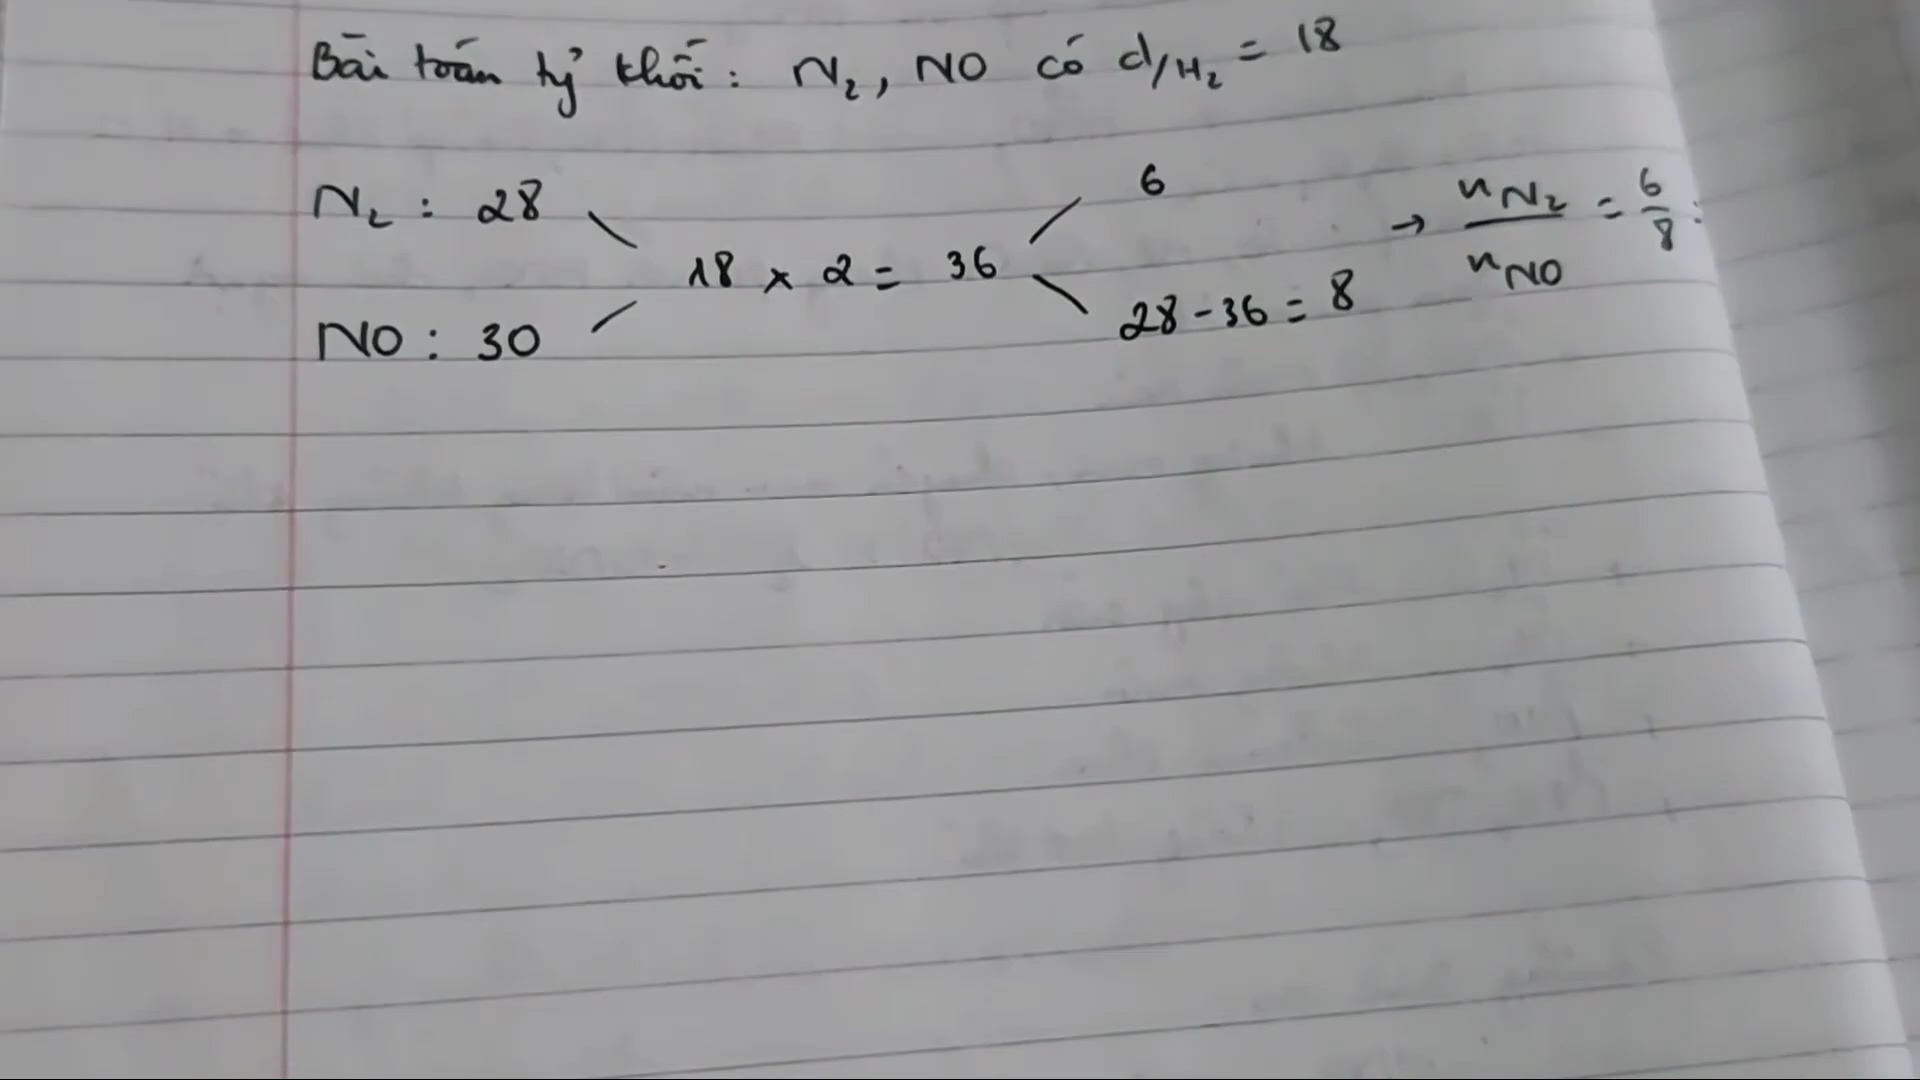 Bài toán tỷ khối: N₂, NO có d/H₂ = 18
N₂ : 28
NO : 30
18 x 2 = 36
6
28 - 36 = 8
→ nN₂/nNO = 6/8 =